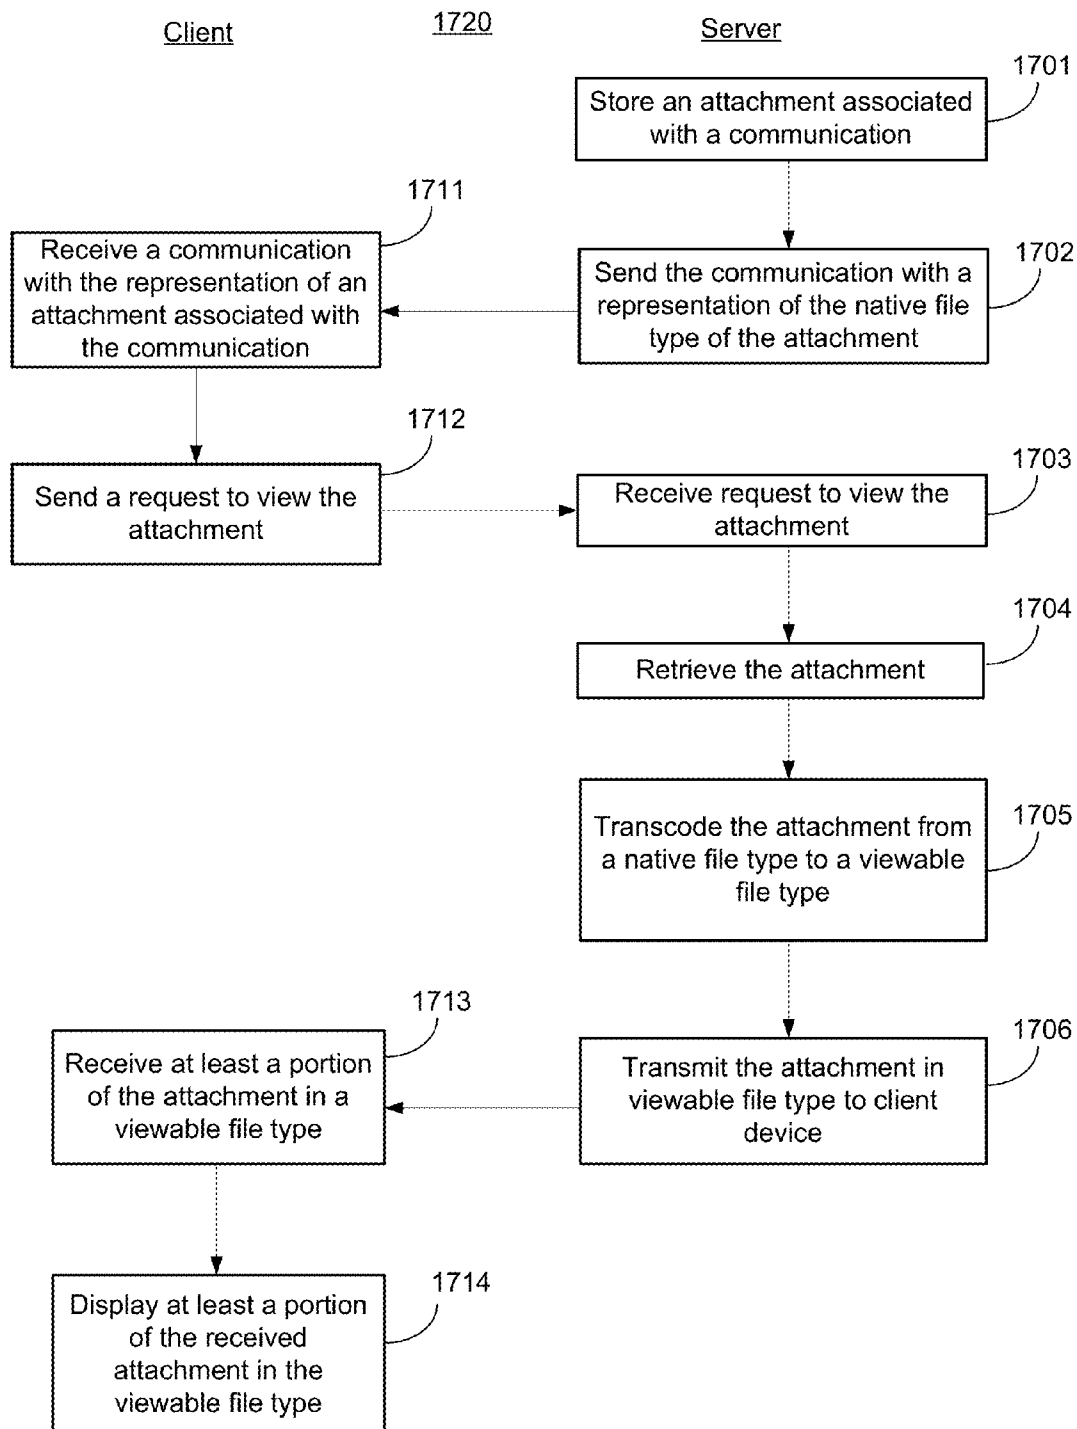 Client
1720
Server
1701
Store an attachment associated
with a communication
1711
Receive a communication
with the representation of an
attachment associated with
the communication
1702
Send the communication with a
representation of the native file
type of the attachment
1712
Send a request to view the
attachment
1703
Receive request to view the
attachment
1704
Retrieve the attachment
1705
Transcode the attachment from
a native file type to a viewable
file type
1713
Receive at least a portion
of the attachment in a
viewable file type
1706
Transmit the attachment in
viewable file type to client
device
1714
Display at least a portion
of the received
attachment in the
viewable file type